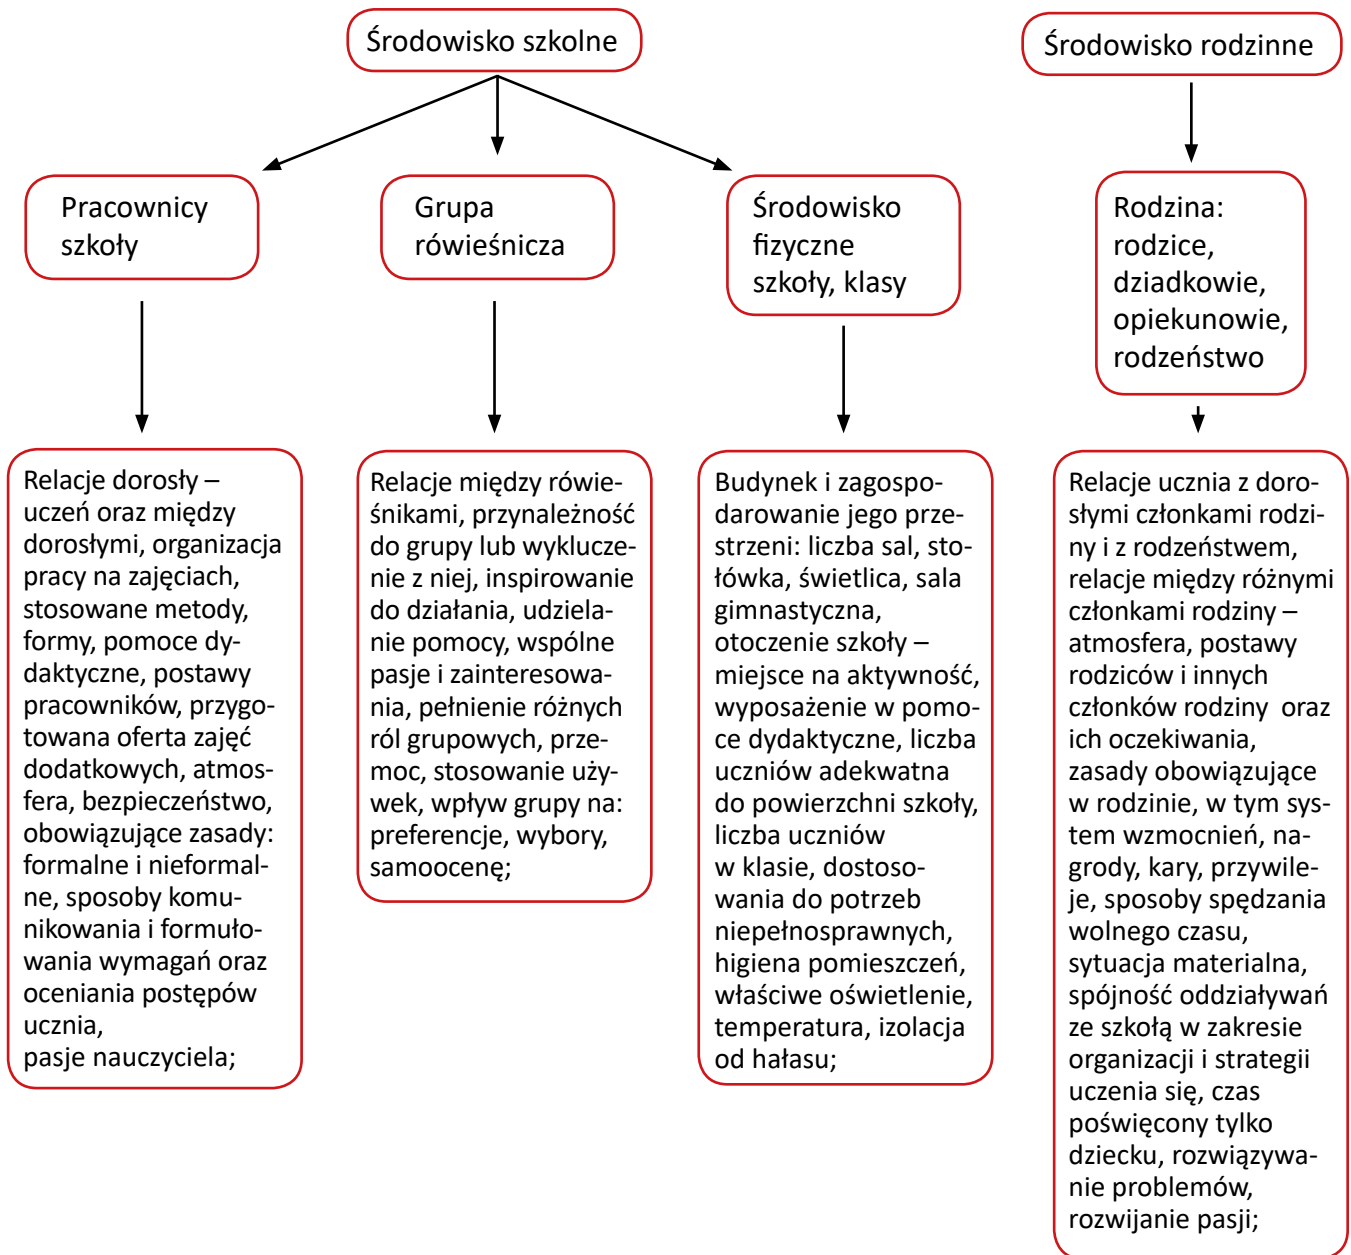 Środowisko szkolne
Środowisko rodzinne
Pracownicy
szkoły
Grupa
rówieśnicza
Środowisko
fizyczne
szkoły, klasy
Rodzina:
rodzice,
dziadkowie,
opiekunowie,
rodzeństwo
Relacje dorosły –
uczeń oraz między
dorosłymi, organizacja
pracy na zajęciach,
stosowane metody,
formy, pomoce dy-
daktyczne, postawy
pracowników, przygo-
towana oferta zajęć
dodatkowych, atmos-
fera, bezpieczeństwo,
obowiązujące zasady:
formalne i nieformal-
ne, sposoby komu-
nikowania i formuło-
wania wymagań oraz
oceniania postępów
ucznia,
pasje nauczyciela;
Relacje między rówie-
śnikami, przynależność
do grupy lub wyklucze-
nie z niej, inspirowanie
do działania, udziela-
nie pomocy, wspólne
pasje i zainteresowa-
nia, pełnienie różnych
ról grupowych, prze-
moc, stosowanie uży-
wek, wpływ grupy na:
preferencje, wybory,
samoocenę;
Budynek i zagospo-
darowanie jego prze-
strzeni: liczba sal, sto-
łówka, świetlica, sala
gimnastyczna,
otoczenie szkoły –
miejsce na aktywność,
wyposażenie w pomo-
ce dydaktyczne, liczba
uczniów adekwatna
do powierzchni szkoły,
liczba uczniów
w klasie, dostoso-
wania do potrzeb
niepełnosprawnych,
higiena pomieszczeń,
właściwe oświetlenie,
temperatura, izolacja
od hałasu;
Relacje ucznia z doro-
słymi członkami rodzi-
ny i z rodzeństwem,
relacje między różnymi
członkami rodziny –
atmosfera, postawy
rodziców i innych
członków rodziny oraz
ich oczekiwania,
zasady obowiązujące
w rodzinie, w tym sys-
tem wzmocnień, na-
grody, kary, przywile-
je, sposoby spędzania
wolnego czasu,
sytuacja materialna,
spójność oddziaływań
ze szkołą w zakresie
organizacji i strategii
uczenia się, czas
poświęcony tylko
dziecku, rozwiązywa-
nie problemów,
rozwijanie pasji;